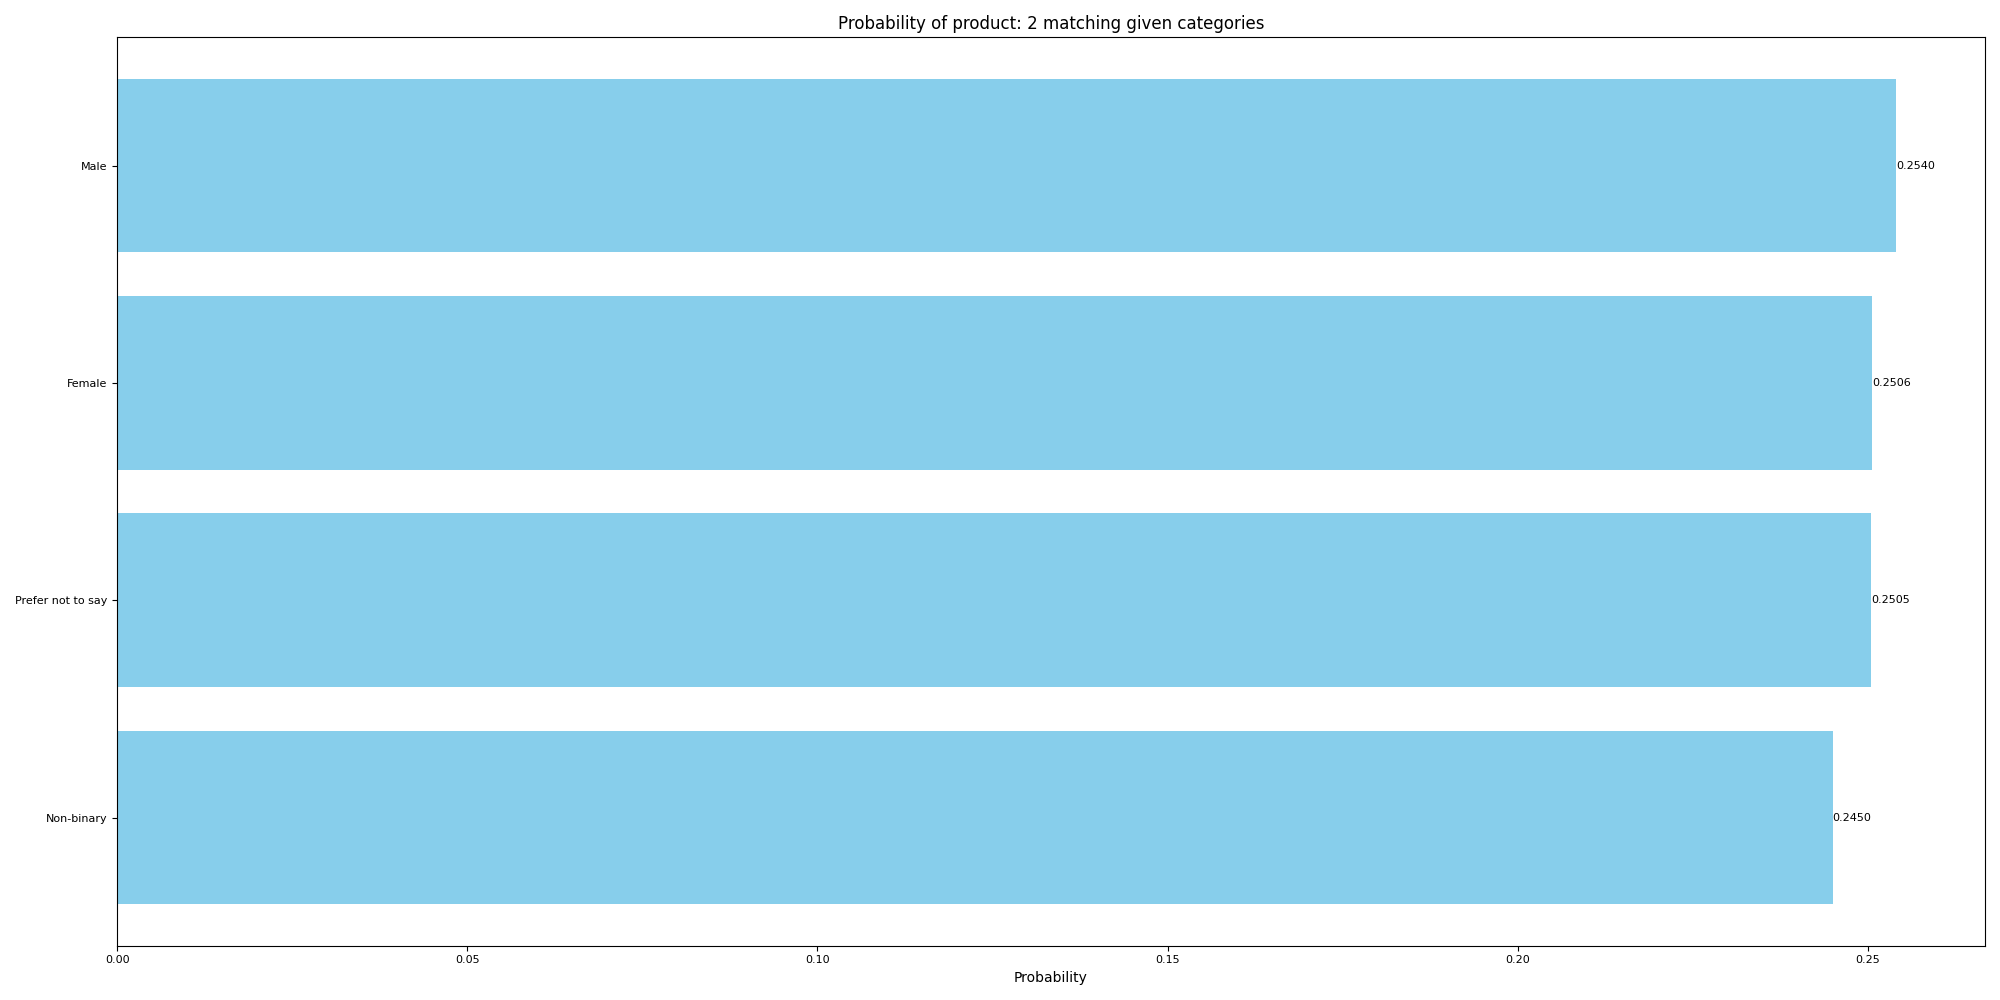 Probability of product: 2 matching given categories
Male
0.2540
Female
0.2506
Prefer not to say
0.2505
Non-binary
0.2450
0.00
0.05
0.10
0.15
0.20
0.25
Probability